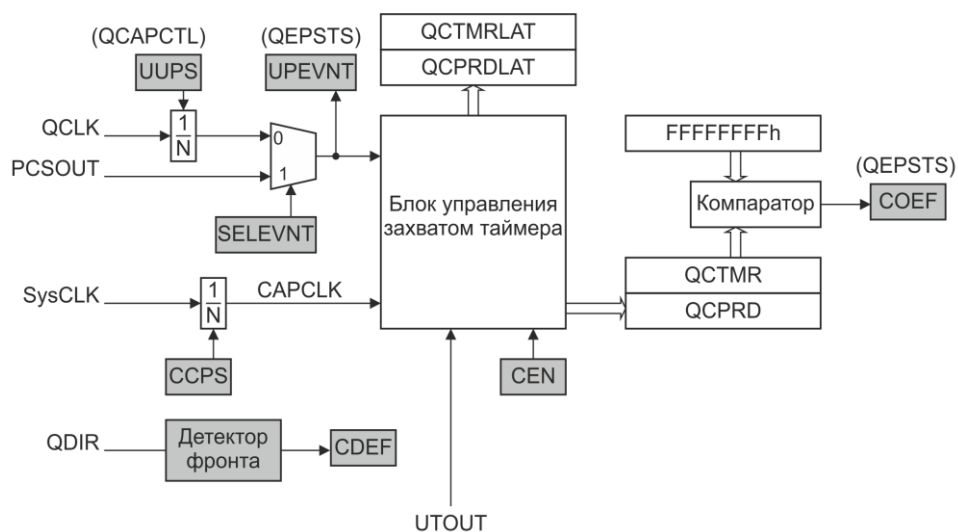 (QCAPCTL)
(QEPSTS)
QCTMRLAT
QCPRDLAT
UUPS
UPEVNT
QCLK
1
N
0
1
PCSOUT
SELEVNT
Блок управления
захватом таймера
FFFFFFFFh
(QEPSTS)
Компаратор
COEF
QCTMR
QCPRD
SysCLK
1
N
CAPCLK
CCPS
CEN
QDIR
Детектор
фронта
CDEF
UTOUT